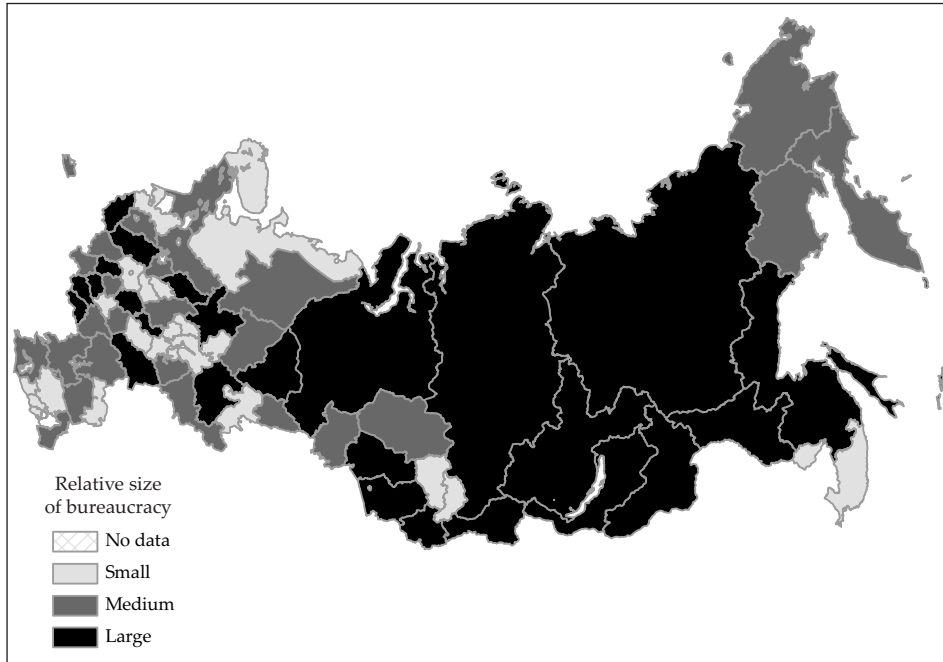 Relative size
of bureaucracy
No data
Small
Medium
Large